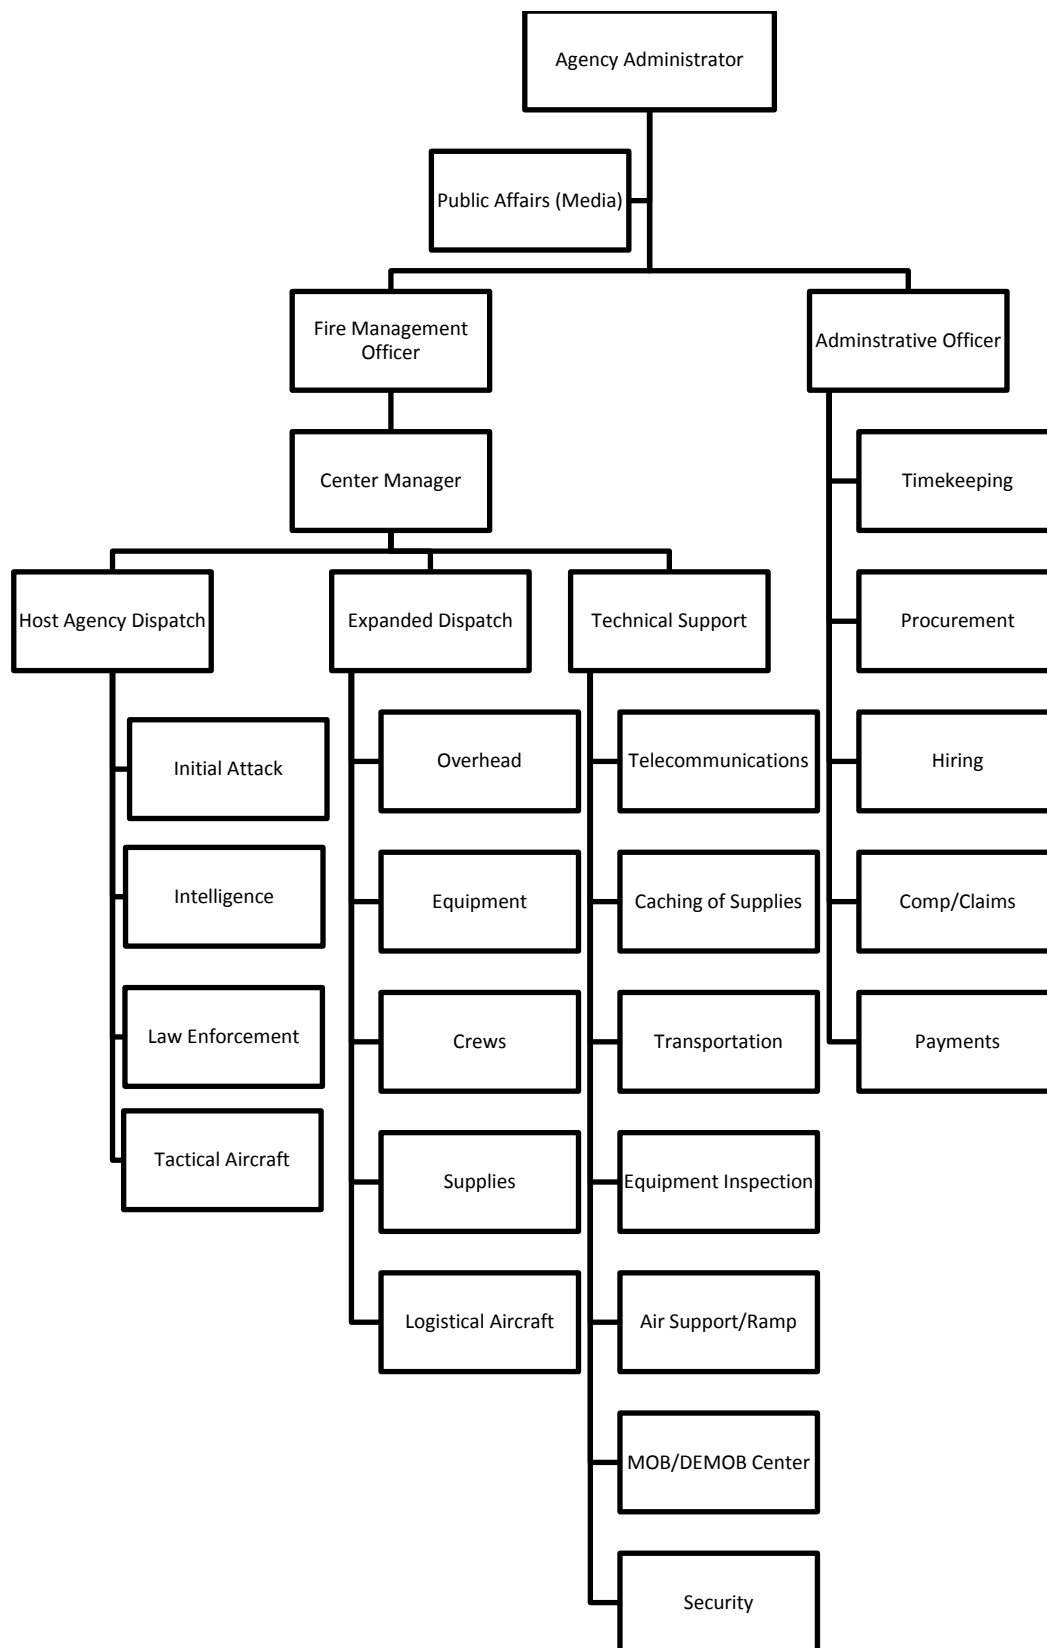 Agency Administrator
Public Affairs (Media)
Fire Management
Officer
Adminstrative Officer
Center Manager
Timekeeping
Host Agency Dispatch
Expanded Dispatch
Technical Support
Procurement
Initial Attack
Overhead
Telecommunications
Hiring
Intelligence
Equipment
Caching of Supplies
Comp/Claims
Law Enforcement
Crews
Transportation
Payments
Tactical Aircraft
Supplies
Equipment Inspection
Logistical Aircraft
Air Support/Ramp
MOB/DEMOB Center
Security